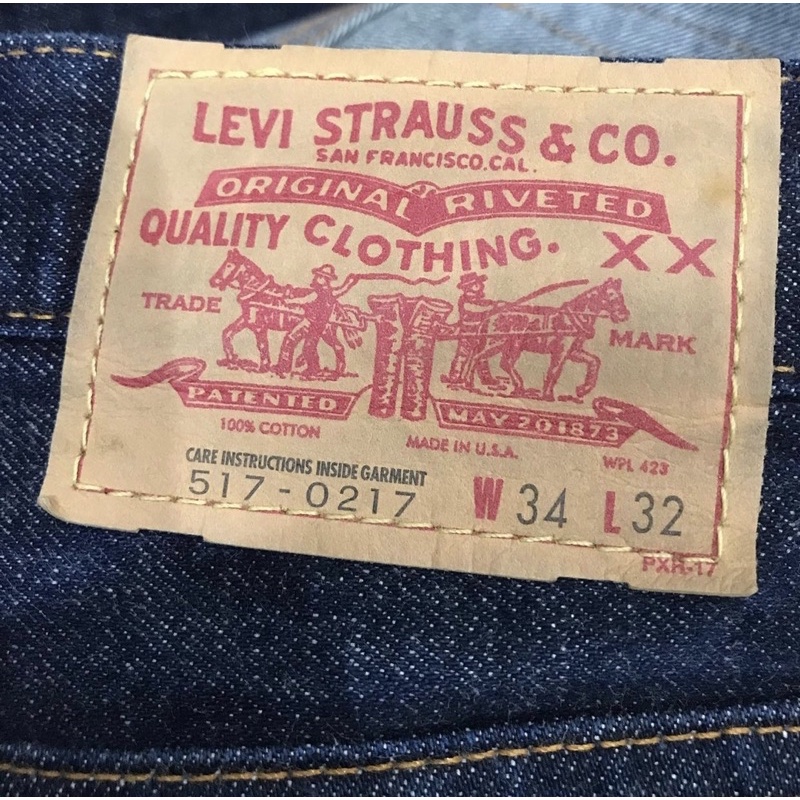 LEVI STRAUSS & CO.
SAN FRANCISCO, CAL.
ORIGINAL RIVETED
QUALITY CLOTHING. XX
TRADE MARK
PATENTED MAY 20 1873
100% COTTON MADE IN U.S.A. WPL 423
CARE INSTRUCTIONS INSIDE GARMENT
517-0217 W 34 L 32
PXH-17